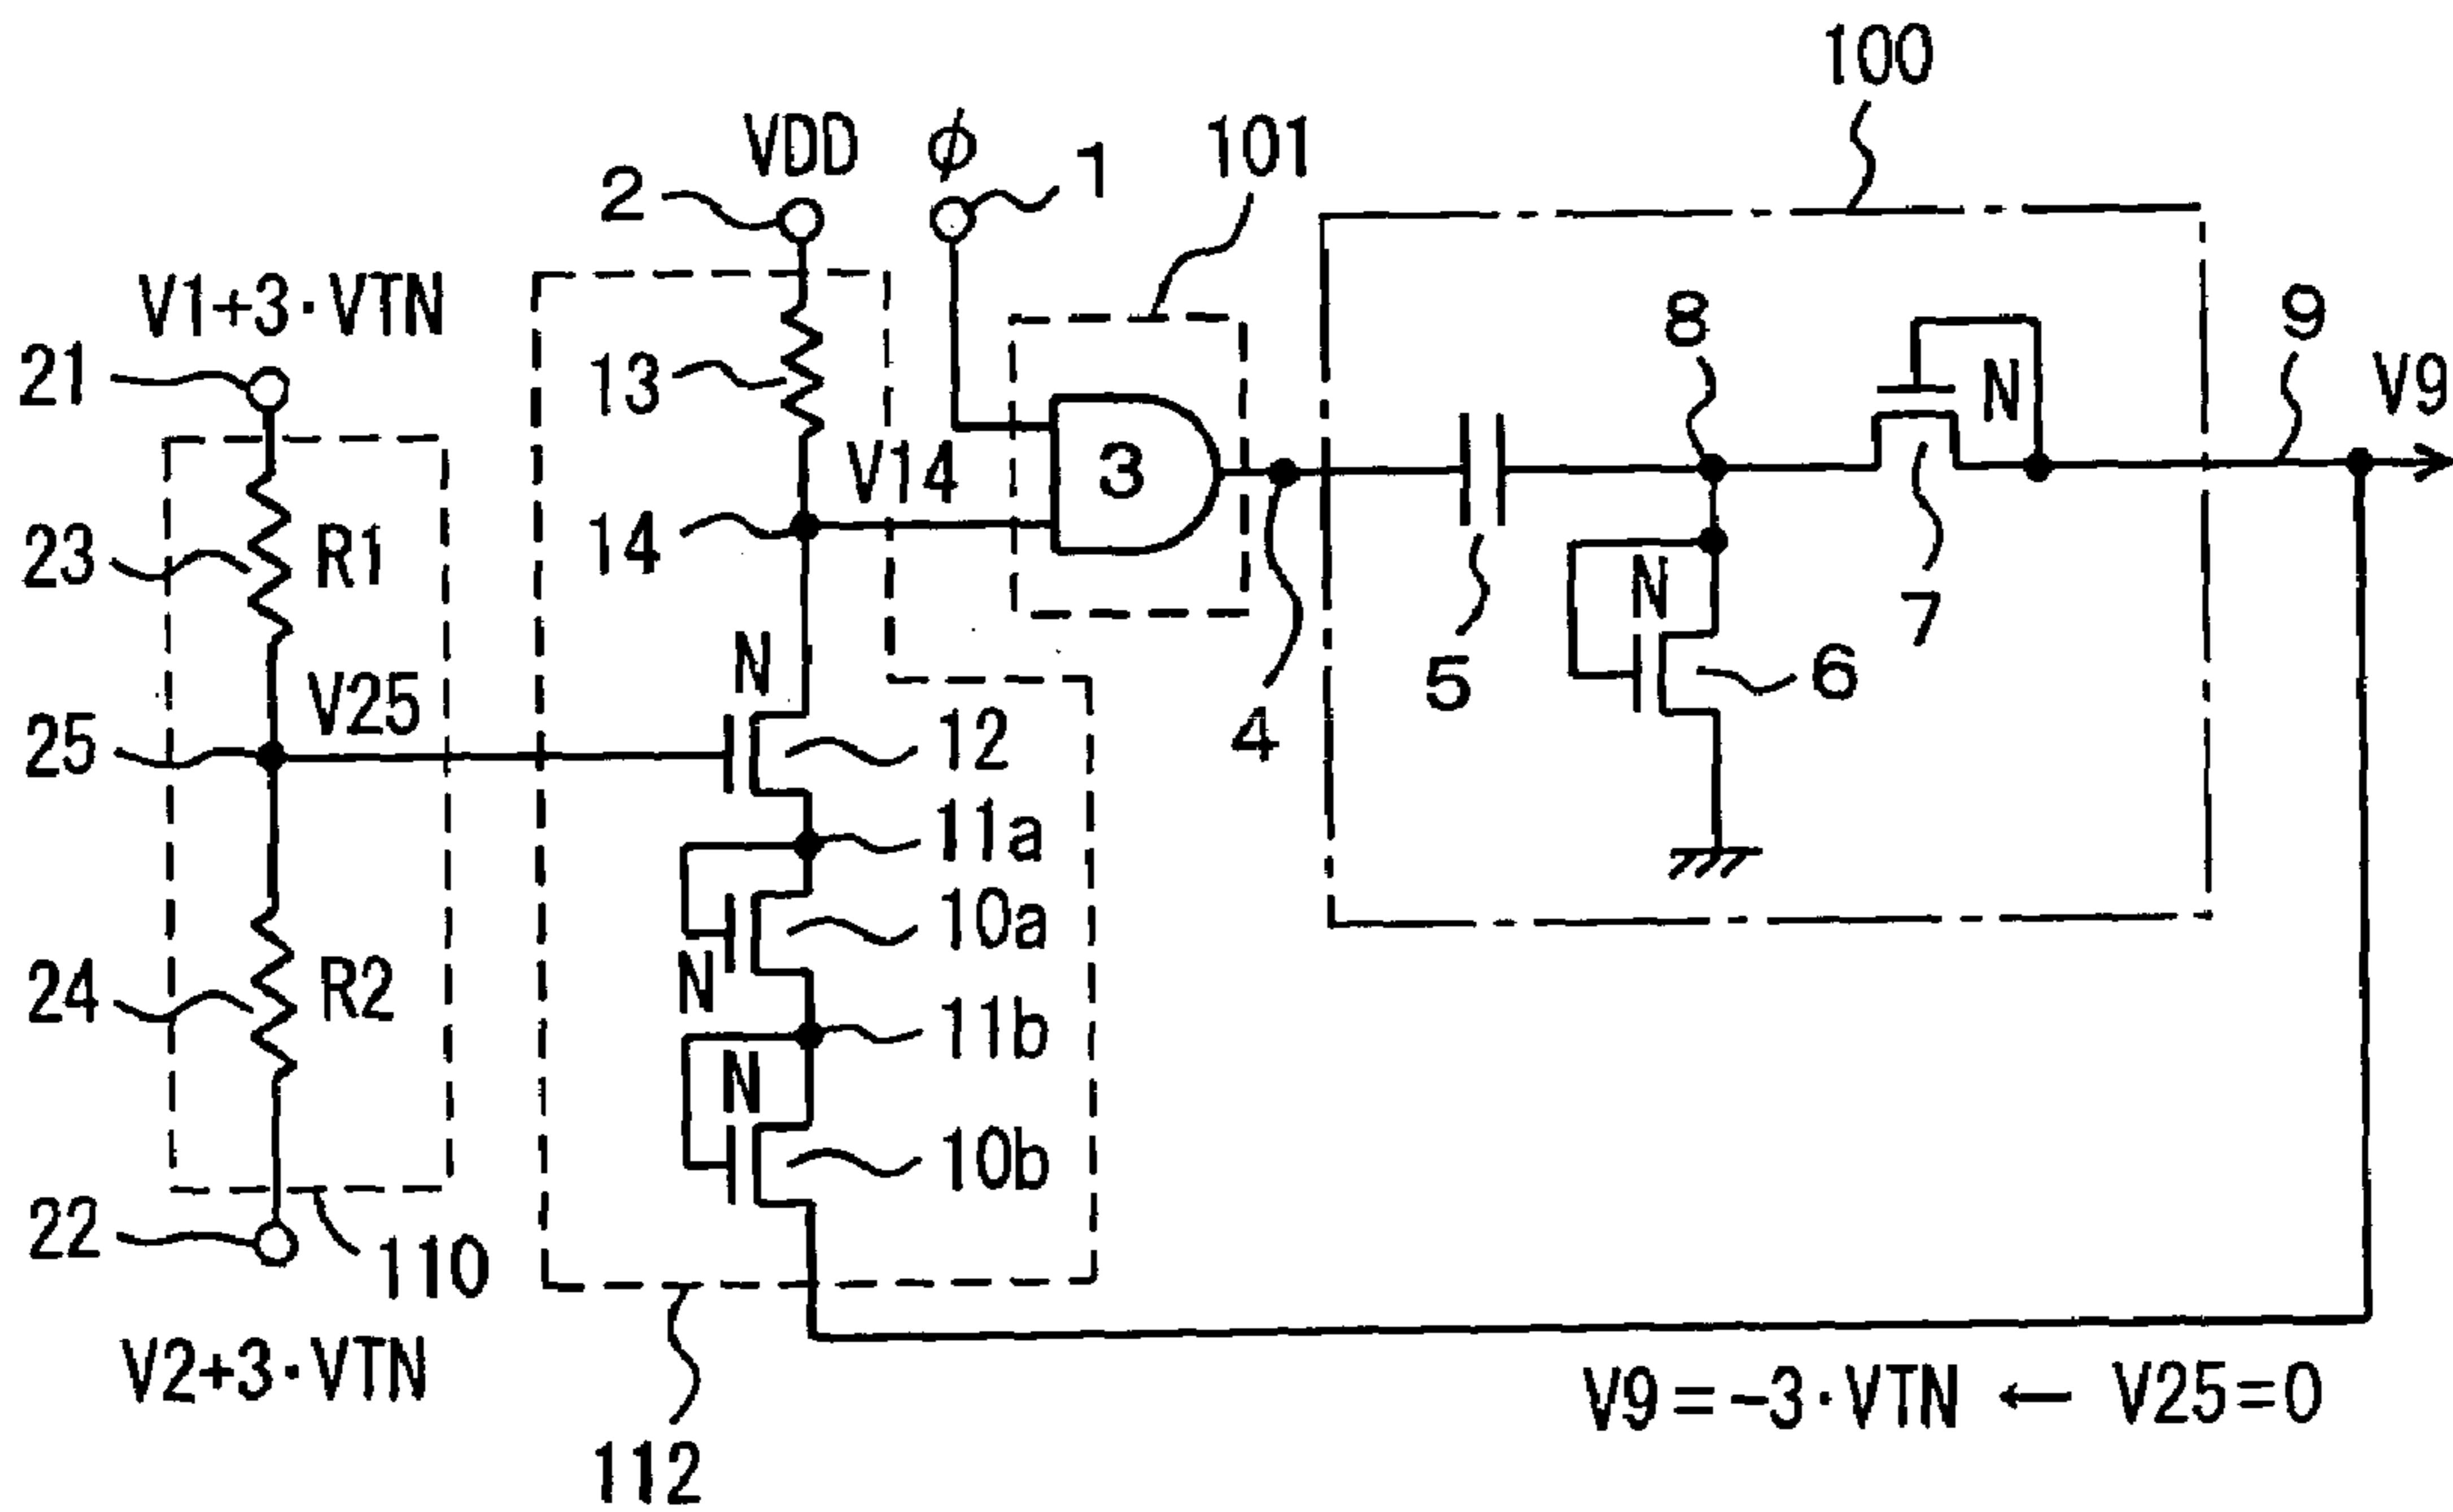 100
VDD
ϕ
1
101
2
V1+3·VTN
21
13
8
9
V9
N
V14
3
14
23
R1
N
7
N
5
6
4
V25
25
12
11a
10a
N
24
R2
11b
N
10b
22
110
V2+3·VTN
112
V9=-3·VTN ← V25=0